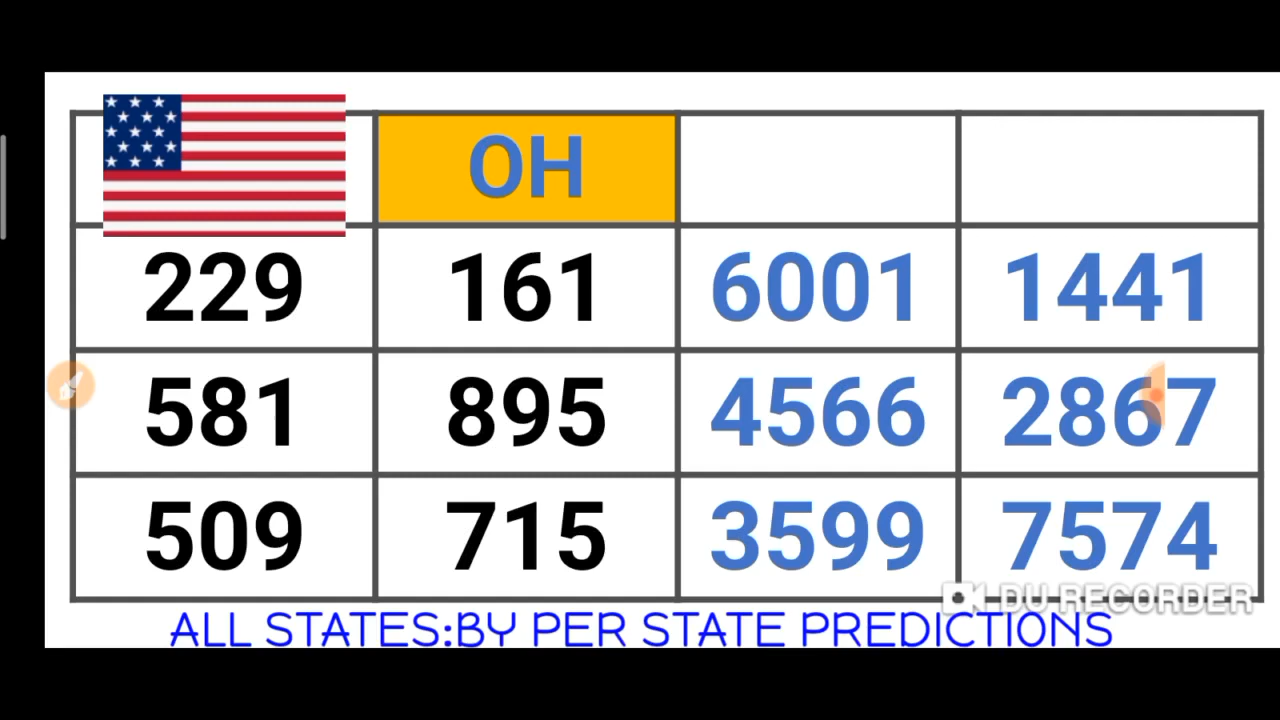 OH
229 161 6001 1441
581 895 4566 2867
509 715 3599 7574
DU RECORDER
ALL STATES:BY PER STATE PREDICTIONS